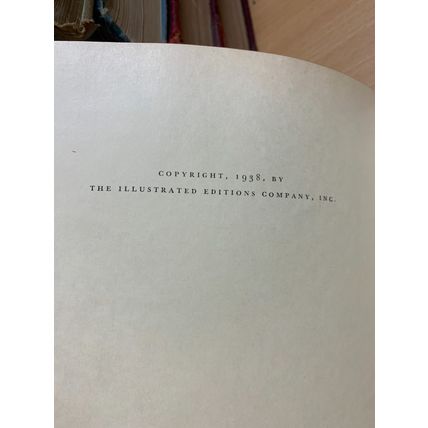 COPYRIGHT, 1938, BY
THE ILLUSTRATED EDITIONS COMPANY, INC.